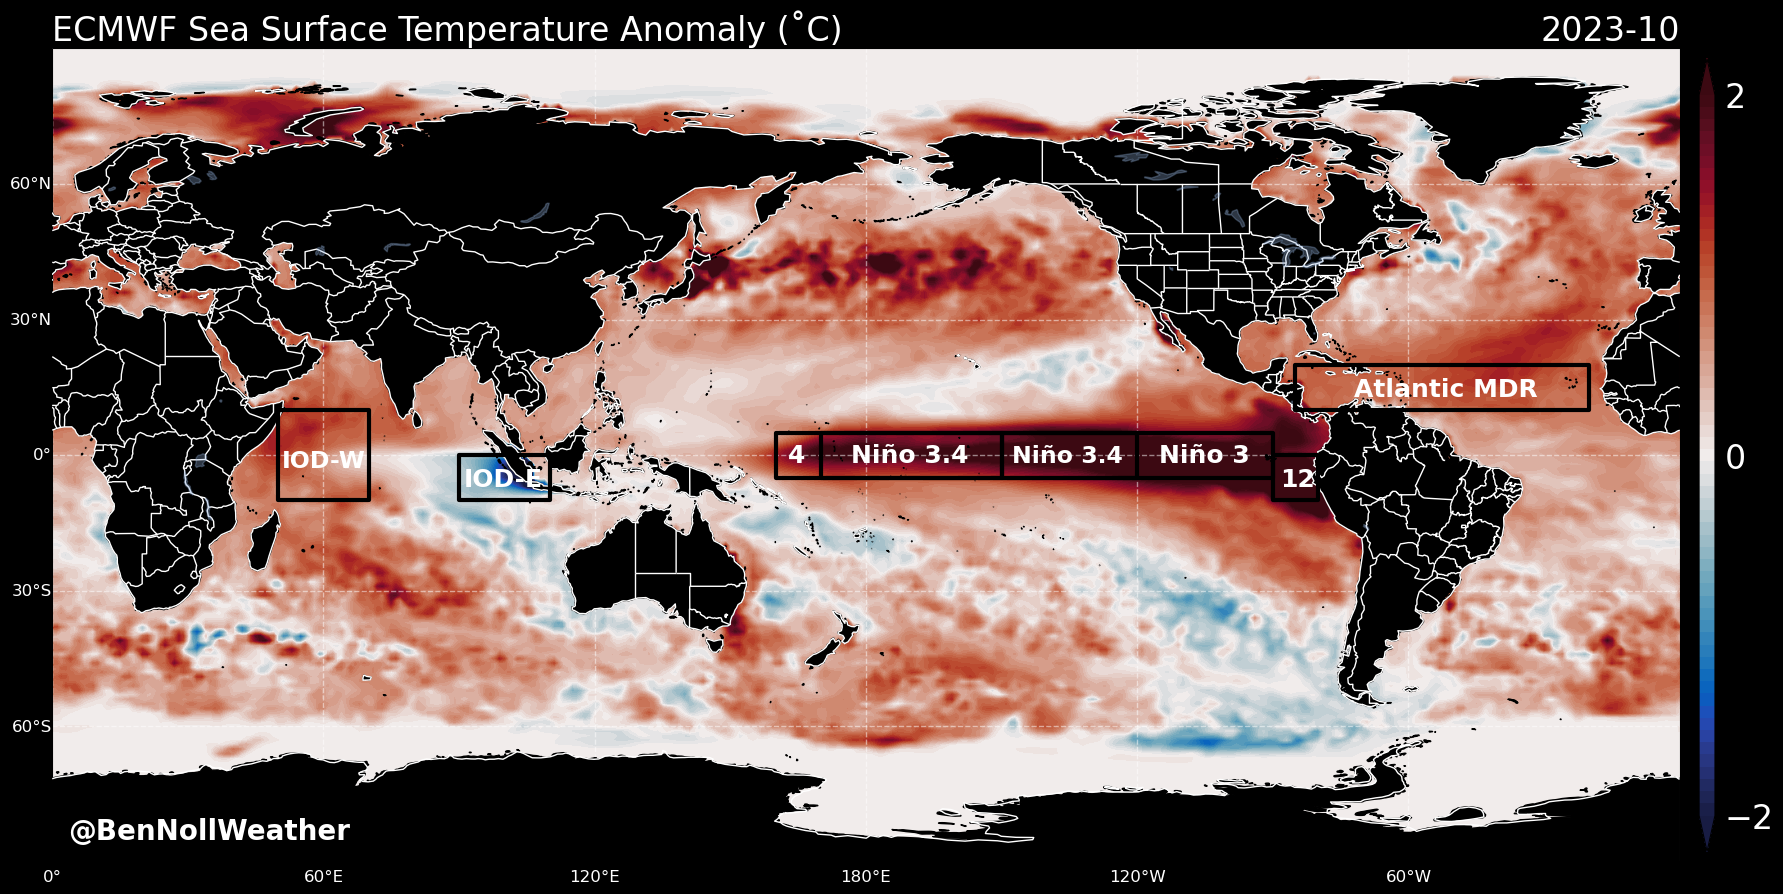 ECMWF Sea Surface Temperature Anomaly (˚C)
2023-10
2
60°N
30°N
Atlantic MDR
IOD-W
4
Niño 3.4
Niño 3.4
Niño 3
0°
0
IOD-E
12
30°S
60°S
−2
@BenNollWeather
0°
60°E
120°E
180°E
120°W
60°W